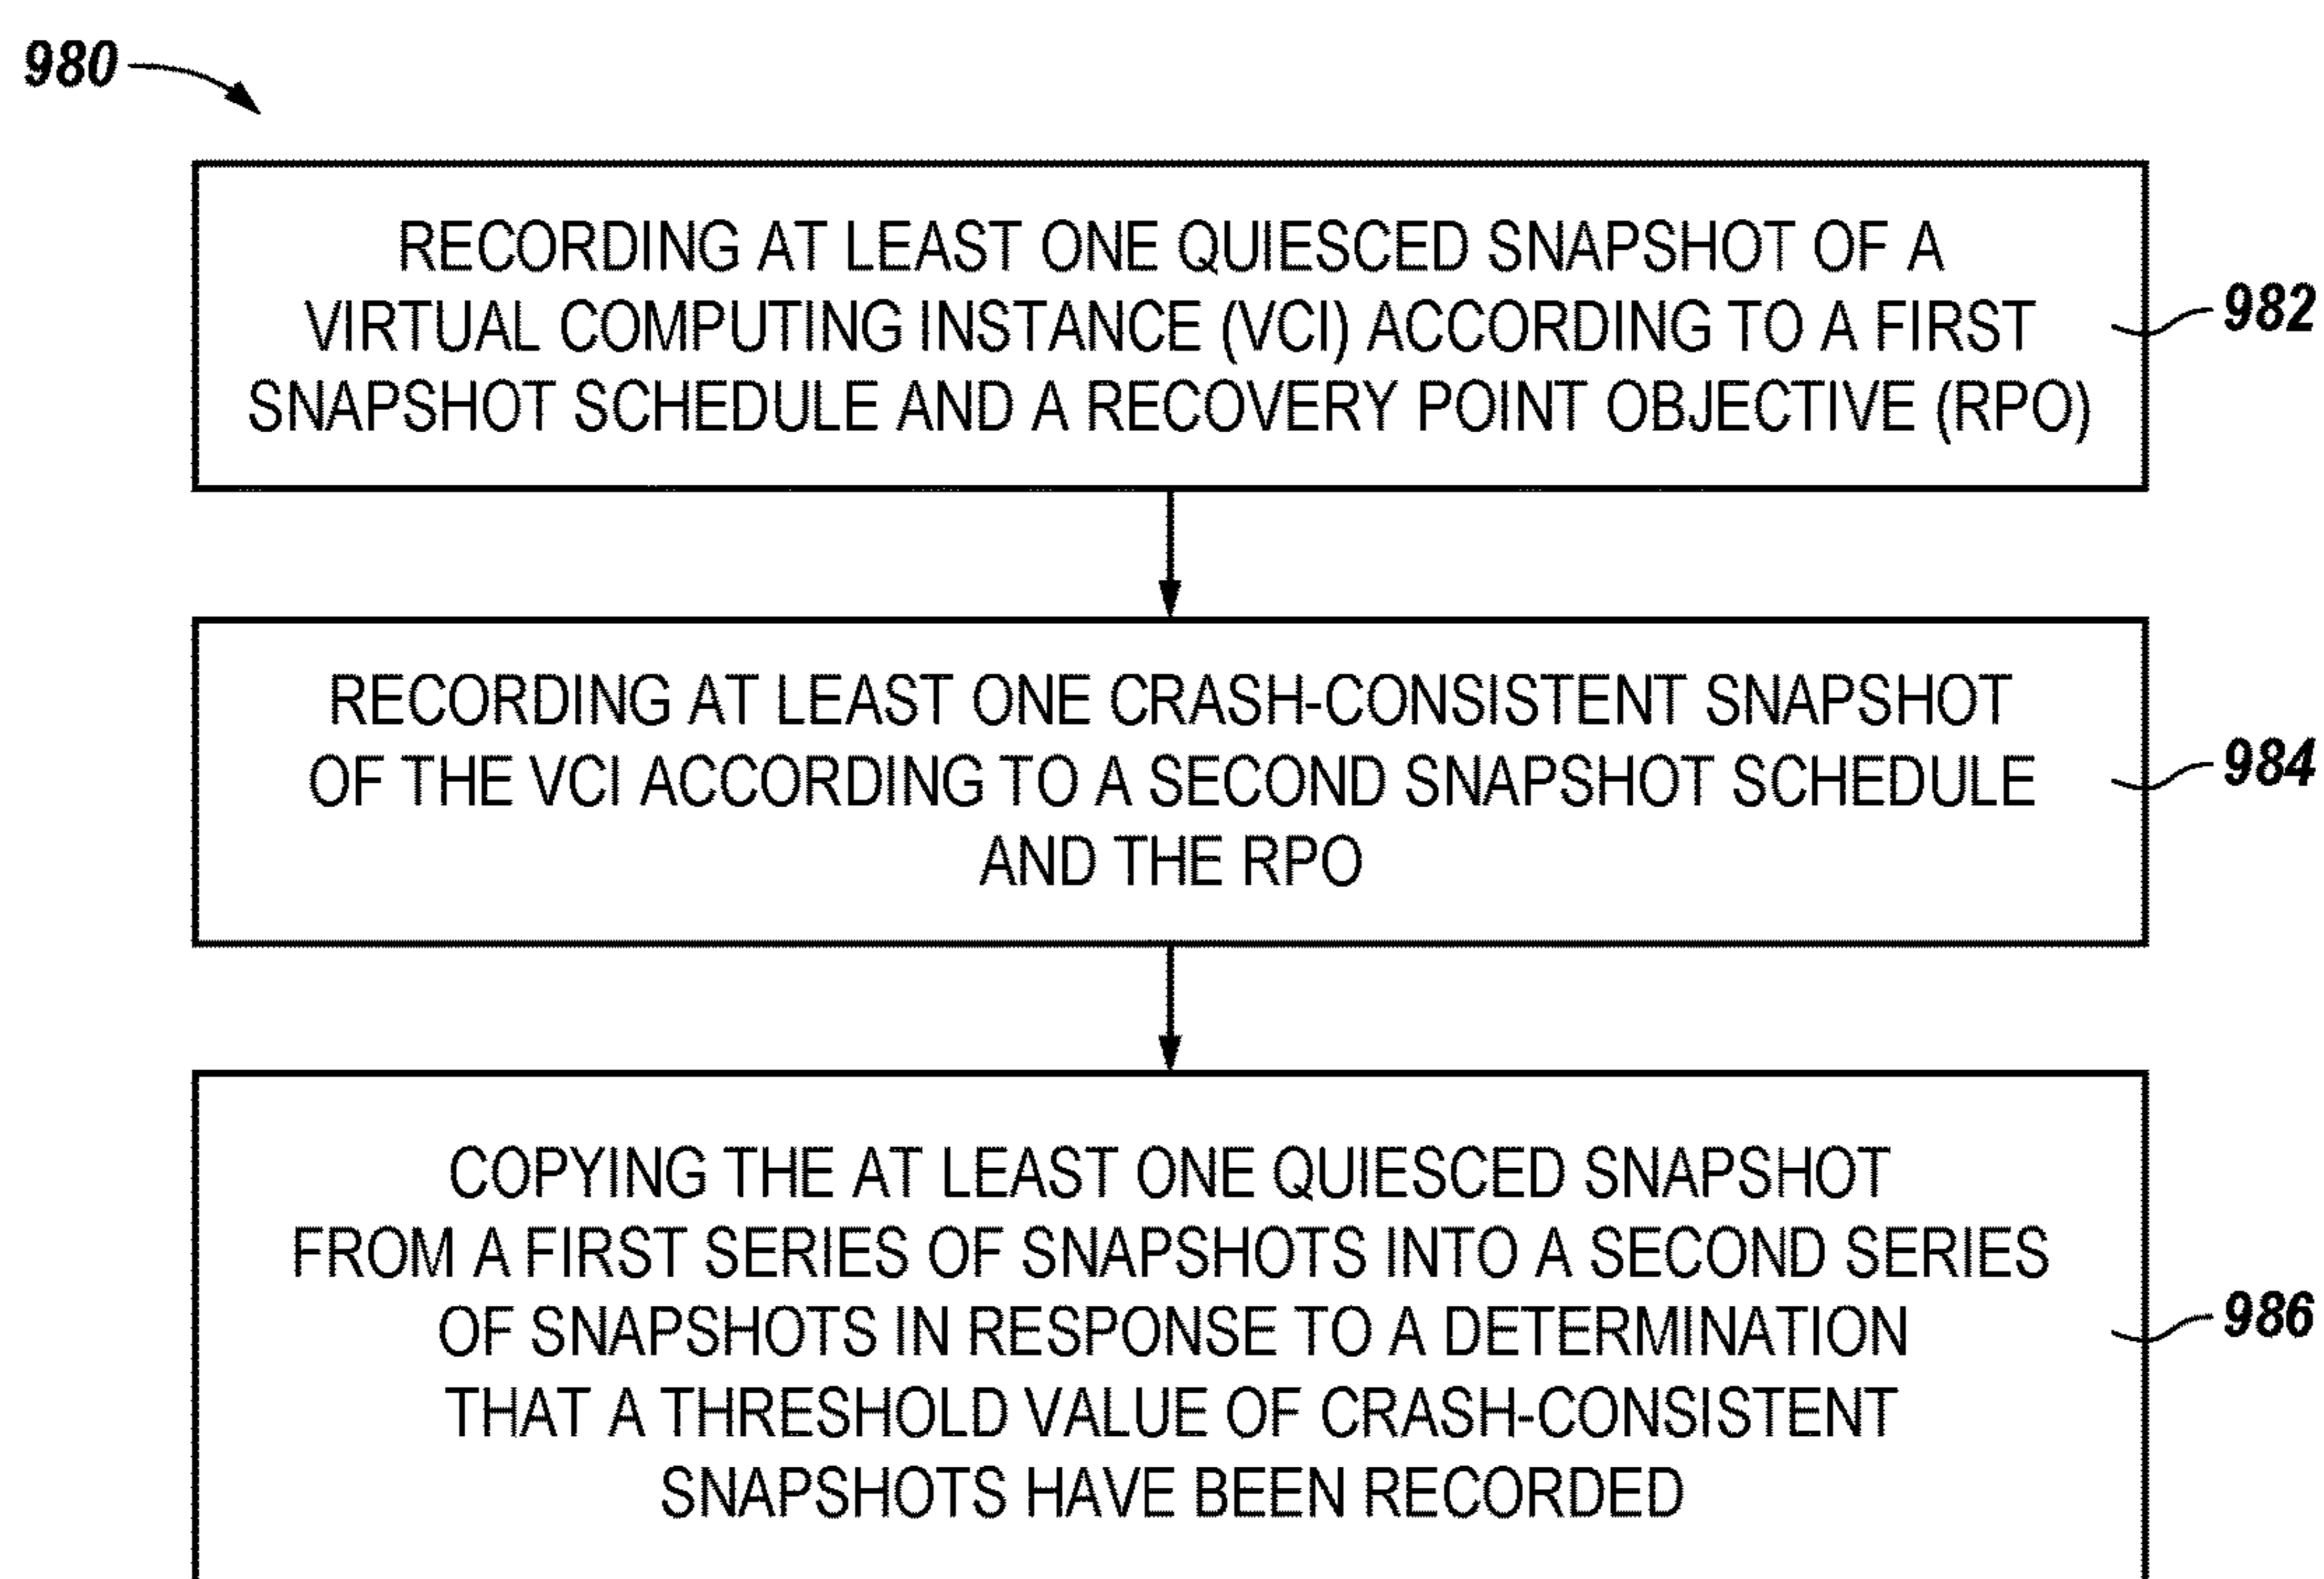 980
RECORDING AT LEAST ONE QUIESCED SNAPSHOT OF A
VIRTUAL COMPUTING INSTANCE (VCI) ACCORDING TO A FIRST
SNAPSHOT SCHEDULE AND A RECOVERY POINT OBJECTIVE (RPO)
982
RECORDING AT LEAST ONE CRASH-CONSISTENT SNAPSHOT
OF THE VCI ACCORDING TO A SECOND SNAPSHOT SCHEDULE
AND THE RPO
984
COPYING THE AT LEAST ONE QUIESCED SNAPSHOT
FROM A FIRST SERIES OF SNAPSHOTS INTO A SECOND SERIES
OF SNAPSHOTS IN RESPONSE TO A DETERMINATION
THAT A THRESHOLD VALUE OF CRASH-CONSISTENT
SNAPSHOTS HAVE BEEN RECORDED
986